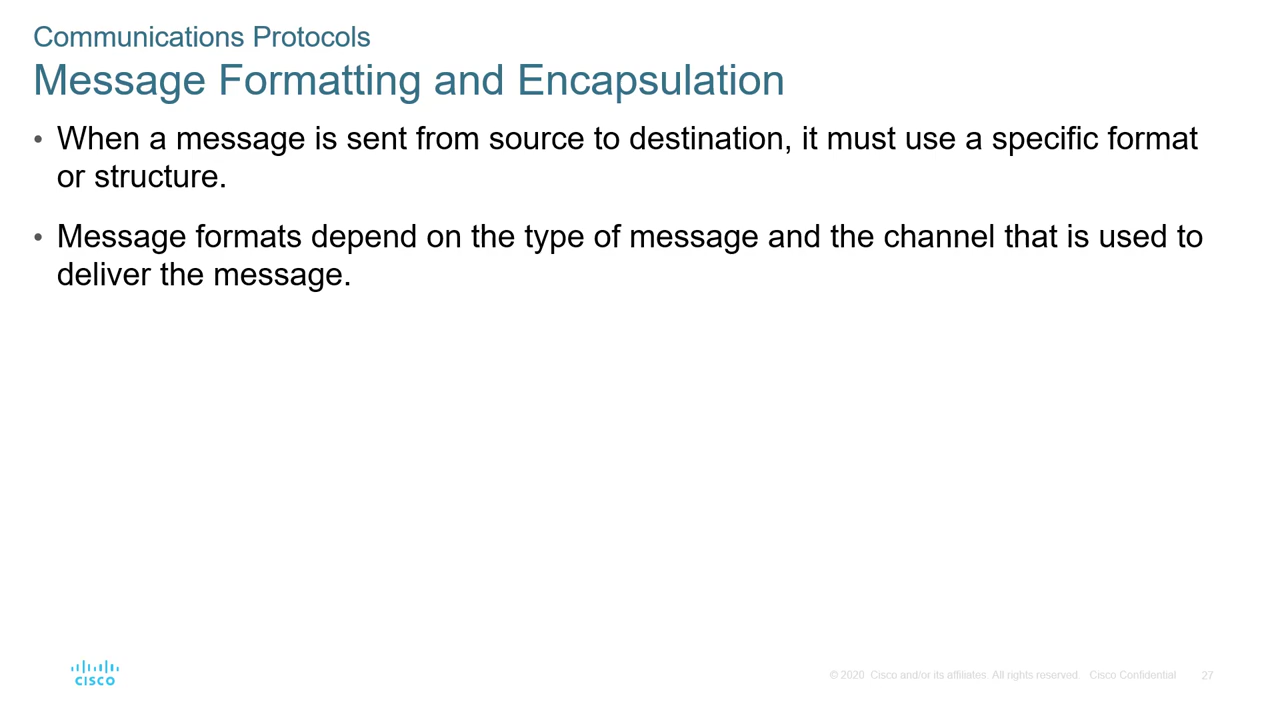 Communications Protocols
Message Formatting and Encapsulation
• When a message is sent from source to destination, it must use a specific format
or structure.
• Message formats depend on the type of message and the channel that is used to
deliver the message.
CISCO
© 2020 Cisco and/or its affiliates. All rights reserved. Cisco Confidential 27